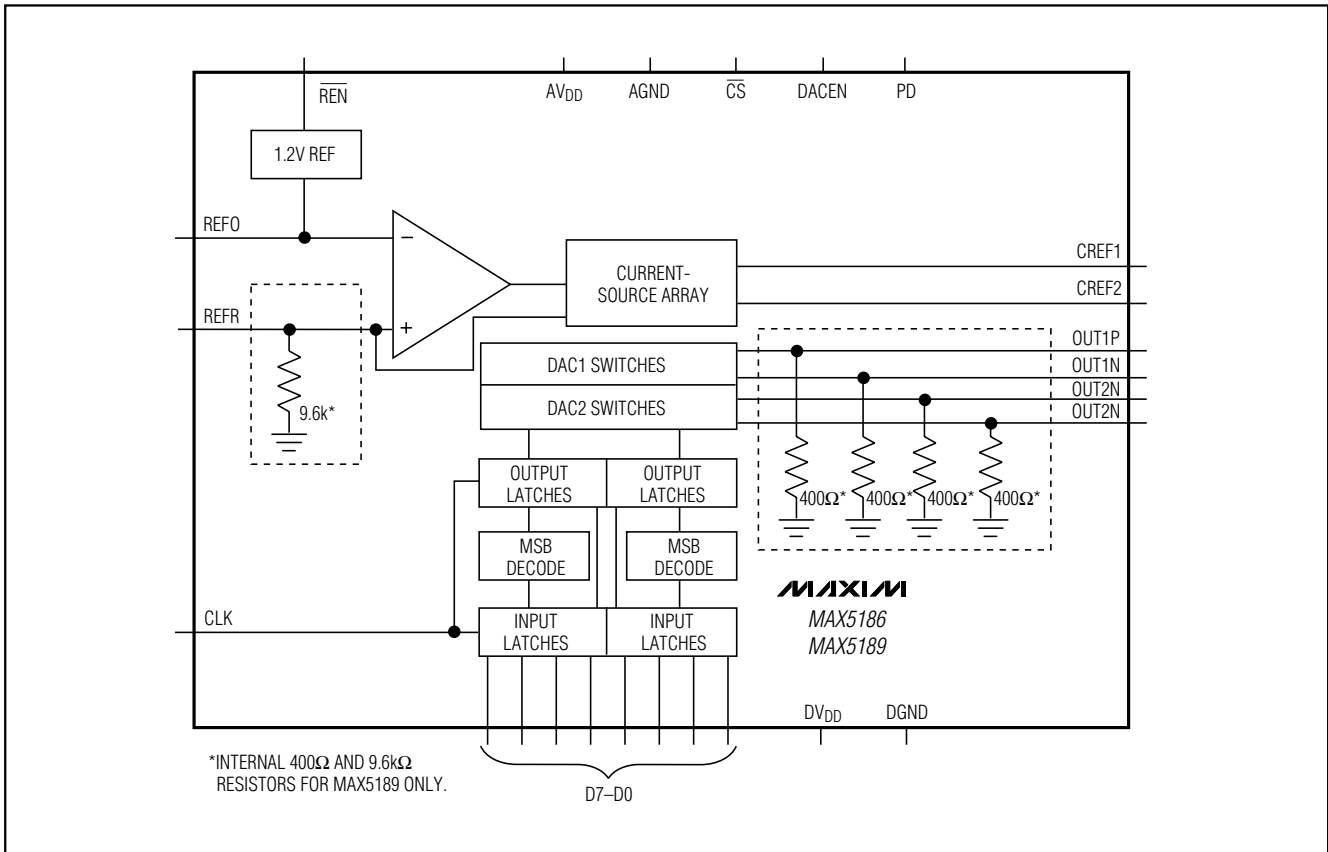 REN
AVDD
AGND
CS
DACEN
PD
1.2V REF
REFO
REFR
9.6k*
CURRENT-
SOURCE ARRAY
CREF1
CREF2
OUT1P
OUT1N
OUT2N
OUT2N
DAC1 SWITCHES
DAC2 SWITCHES
400Ω*
400Ω*
400Ω*
400Ω*
OUTPUT
LATCHES
OUTPUT
LATCHES
MSB
DECODE
MSB
DECODE
INPUT
LATCHES
INPUT
LATCHES
CLK
MAXIM
MAX5186
MAX5189
DVDD
DGND
*INTERNAL 400Ω AND 9.6kΩ
RESISTORS FOR MAX5189 ONLY.
D7–D0